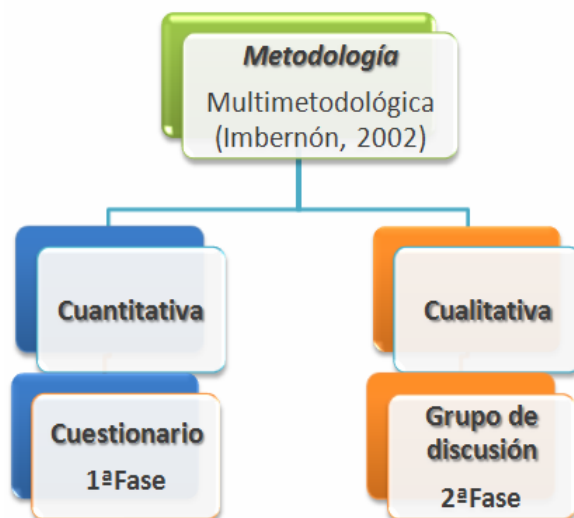 Metodología
Multimetodológica
(Imbernón, 2002)
Cuantitativa
Cualitativa
Cuestionario
1ªFase
Grupo de
discusión
2ªFase